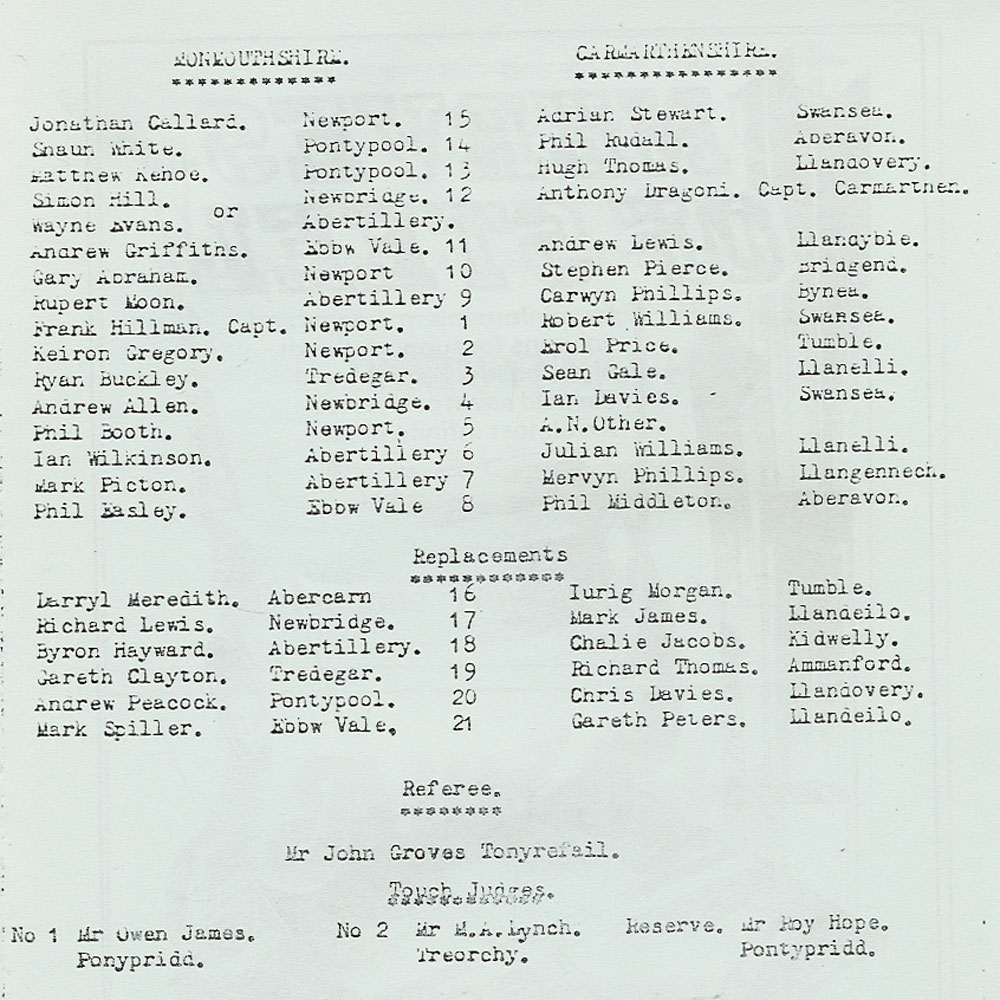 MONMOUTHSHIRE. CARMARTHENSHIRE.
***************** *********************
Jonathan Callard. Newport. 15 Adrian Stewart. Swansea.
Shaun White. Pontypool. 14 Phil Rudall. Aberavon.
Matthew Kehoe. Pontypool. 13 Hugh Thomas. Llandovery.
Simon Hill. Newbridge. 12 Anthony Dragoni. Capt. Carmarthen.
or
Wayne Evans. Abertillery.
Andrew Griffiths. Ebbw Vale. 11 Andrew Lewis. Llandybie.
Gary Abraham. Newport 10 Stephen Pierce. Bridgend.
Rupert Moon. Abertillery 9 Carwyn Phillips. Bynea.
Frank Hillman. Capt. Newport. 1 Robert Williams. Swansea.
Keiron Gregory. Newport. 2 Erol Price. Tumble.
Ryan Buckley. Tredegar. 3 Sean Gale. Llanelli.
Andrew Allen. Newbridge. 4 Ian Davies. - Swansea.
Phil Booth. Newport. 5 A.N.Other.
Ian Wilkinson. Abertillery 6 Julian Williams. Llanelli.
Mark Picton. Abertillery 7 Mervyn Phillips. Llangennech.
Phil Easley. Ebbw Vale 8 Phil Middleton. Aberavon.
Replacements
***************
Darryl Meredith. Abercarn 16 Iurig Morgan. Tumble.
Richard Lewis. Newbridge. 17 Mark James. Llandeilo.
Byron Hayward. Abertillery. 18 Chalie Jacobs. Kidwelly.
Gareth Clayton. Tredegar. 19 Richard Thomas. Ammanford.
Andrew Peacock. Pontypool. 20 Chris Davies. Llandovery.
Mark Spiller. Ebbw Vale. 21 Gareth Peters. Llandeilo.
Referee.
**********
Mr John Groves Tonyrefail.
Touch Judges.
****************
No 1 Mr Owen James. No 2 Mr M.A.Lynch. Reserve. Mr Roy Hope.
Ponypridd. Treorchy. Pontypridd.